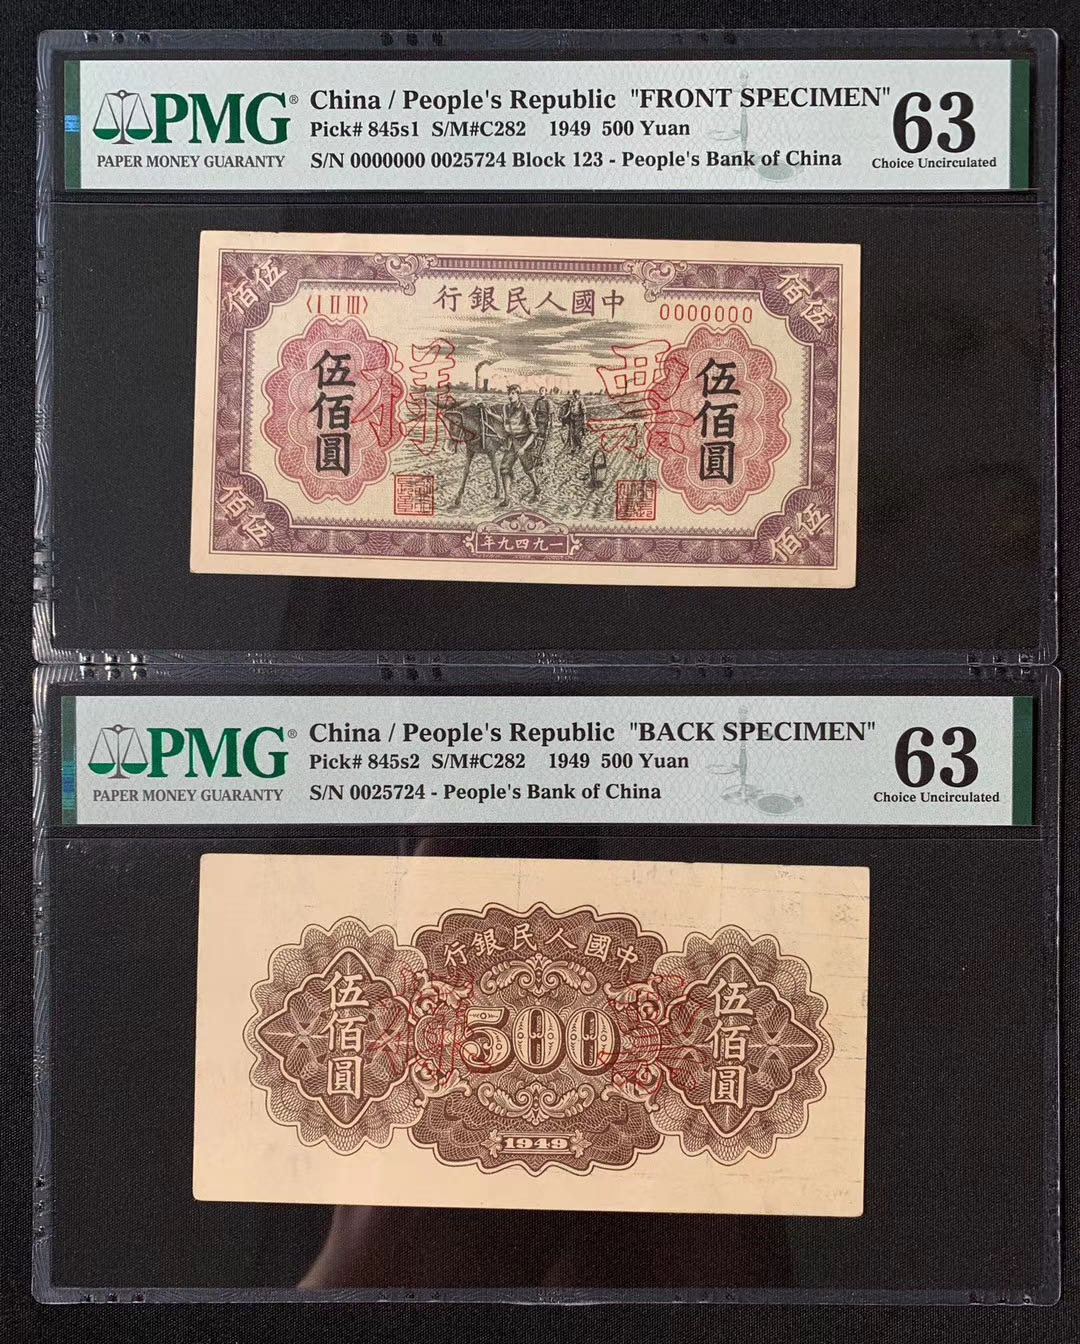 PMG®
PAPER MONEY GUARANTY
China / People's Republic "FRONT SPECIMEN"
Pick# 845s1 S/M#C282 1949 500 Yuan
S/N 0000000 0025724 Block 123 - People's Bank of China
63
Choice Uncirculated
伍佰
伍佰
〈I II III〉
行銀民人國中
0000000
伍佰圓
樣
票
伍佰圓
伍佰
年九四九一
伍佰
PMG®
PAPER MONEY GUARANTY
China / People's Republic "BACK SPECIMEN"
Pick# 845s2 S/M#C282 1949 500 Yuan
S/N 0025724 - People's Bank of China
63
Choice Uncirculated
行銀民人國中
伍佰圓
樣
500
票
伍佰圓
1949